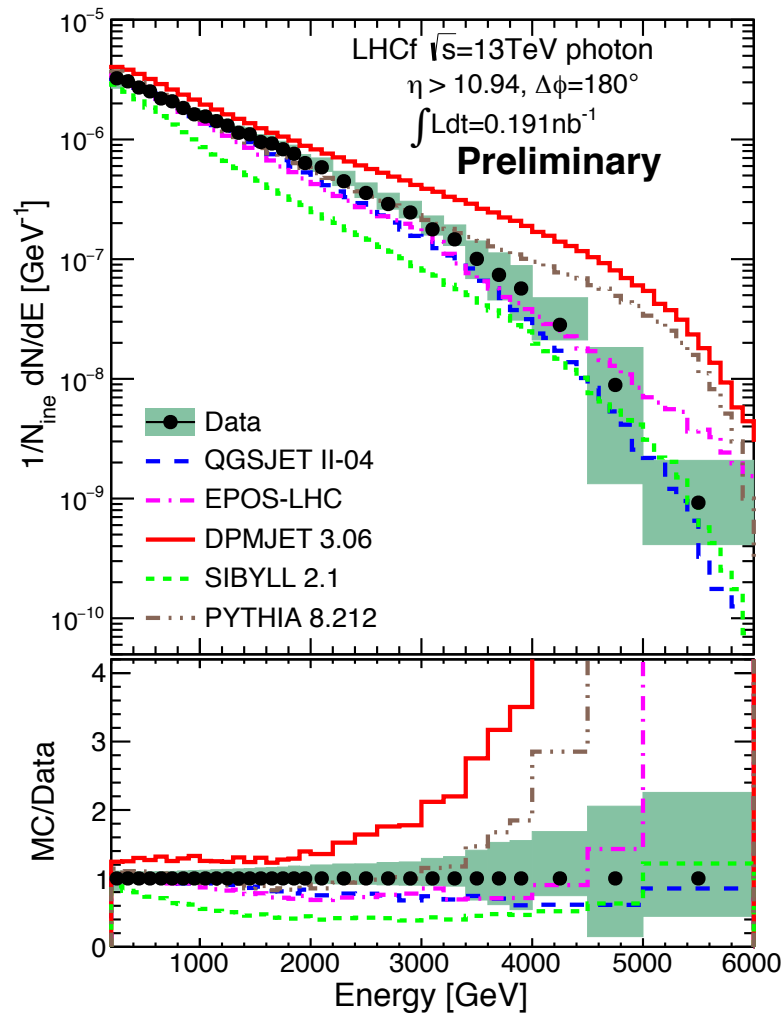 LHCf √s=13TeV photon
η > 10.94, Δϕ=180°
∫Ldt=0.191nb⁻¹
Preliminary
1/N_ine dN/dE [GeV⁻¹]
10⁻⁵
10⁻⁶
10⁻⁷
10⁻⁸
10⁻⁹
10⁻¹⁰
Data
QGSJET II-04
EPOS-LHC
DPMJET 3.06
SIBYLL 2.1
PYTHIA 8.212
MC/Data
4
3
2
1
0
1000 2000 3000 4000 5000 6000
Energy [GeV]